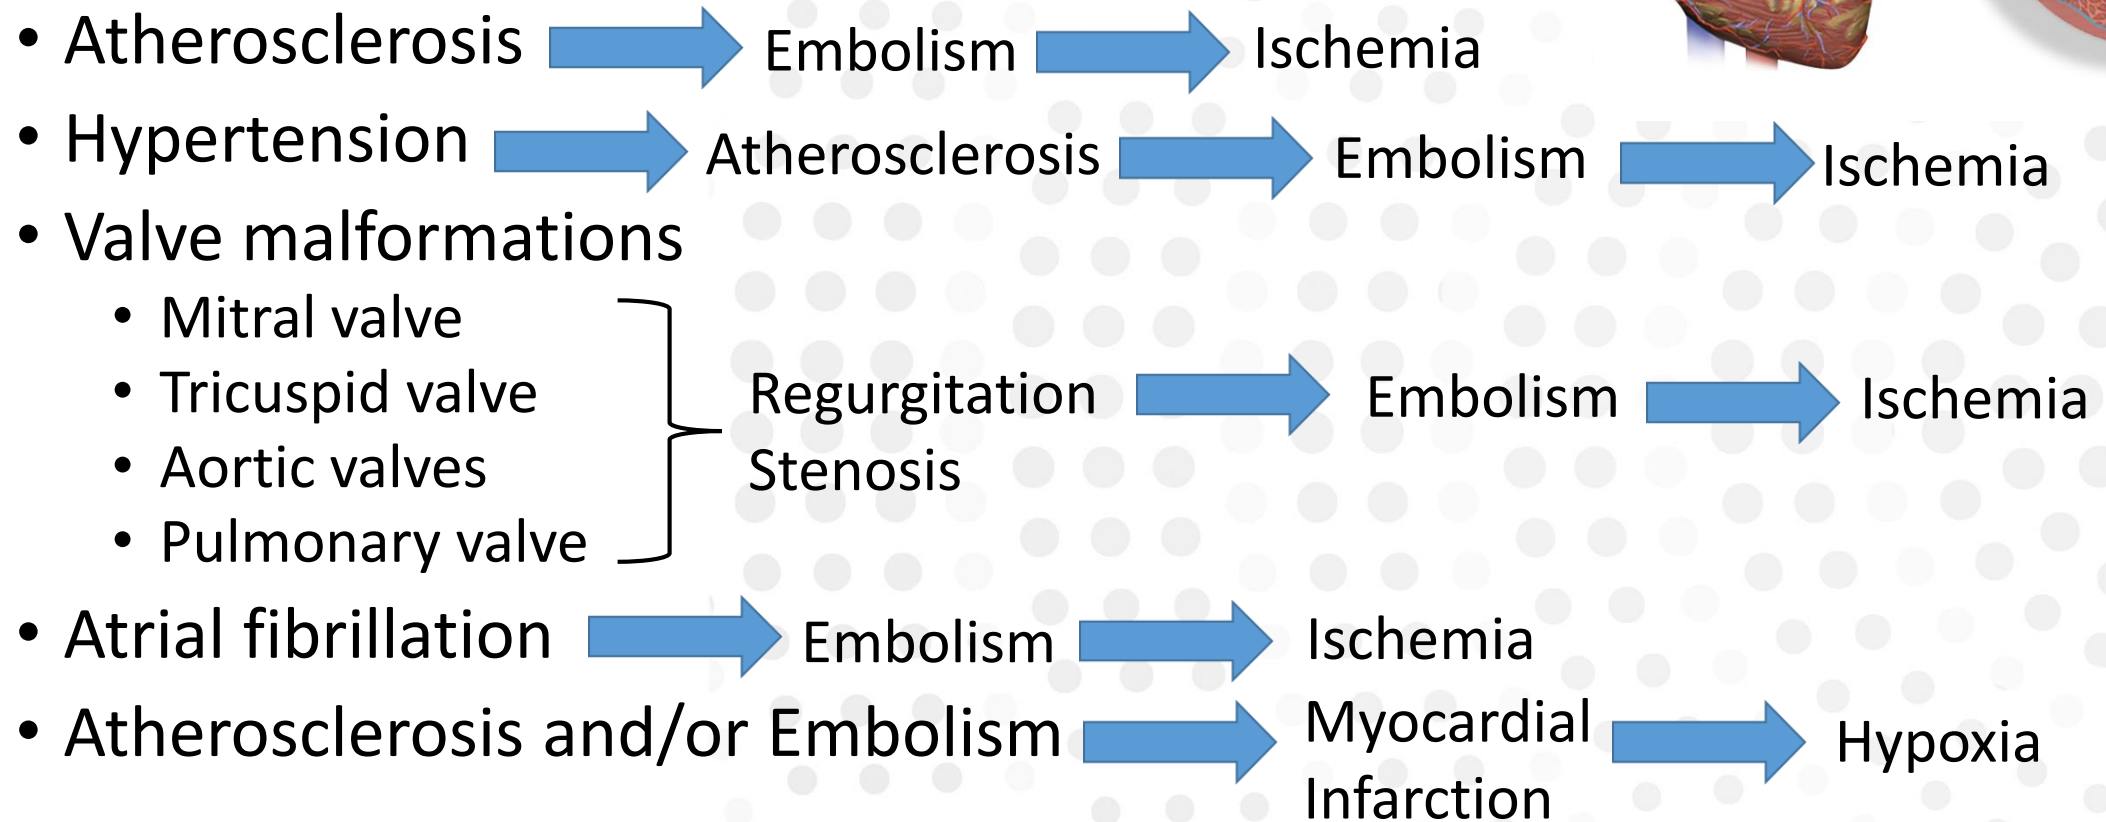 • Atherosclerosis Embolism Ischemia
• Hypertension Atherosclerosis Embolism Ischemia
• Valve malformations
• Mitral valve
• Tricuspid valve
• Aortic valves
• Pulmonary valve
Regurgitation Embolism Ischemia
Stenosis
• Atrial fibrillation Embolism Ischemia
• Atherosclerosis and/or Embolism Myocardial Hypoxia
Infarction